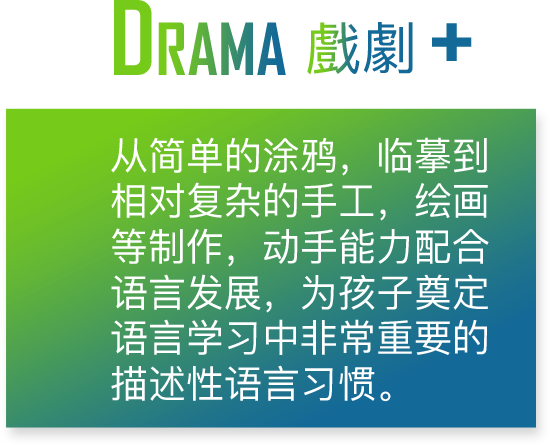 DRAMA 戲劇 +
从简单的涂鸦，临摹到
相对复杂的手工，绘画
等制作，动手能力配合
语言发展，为孩子奠定
语言学习中非常重要的
描述性语言习惯。